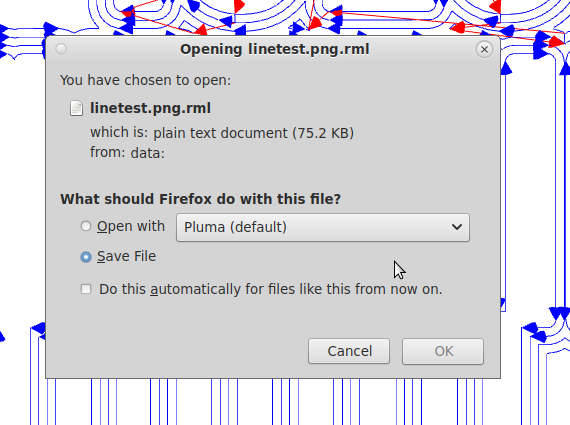 Opening linetest.png.rml
You have chosen to open:
linetest.png.rml
which is: plain text document (75.2 KB)
from: data:
What should Firefox do with this file?
Open with Pluma (default)
Save File
Do this automatically for files like this from now on.
Cancel OK